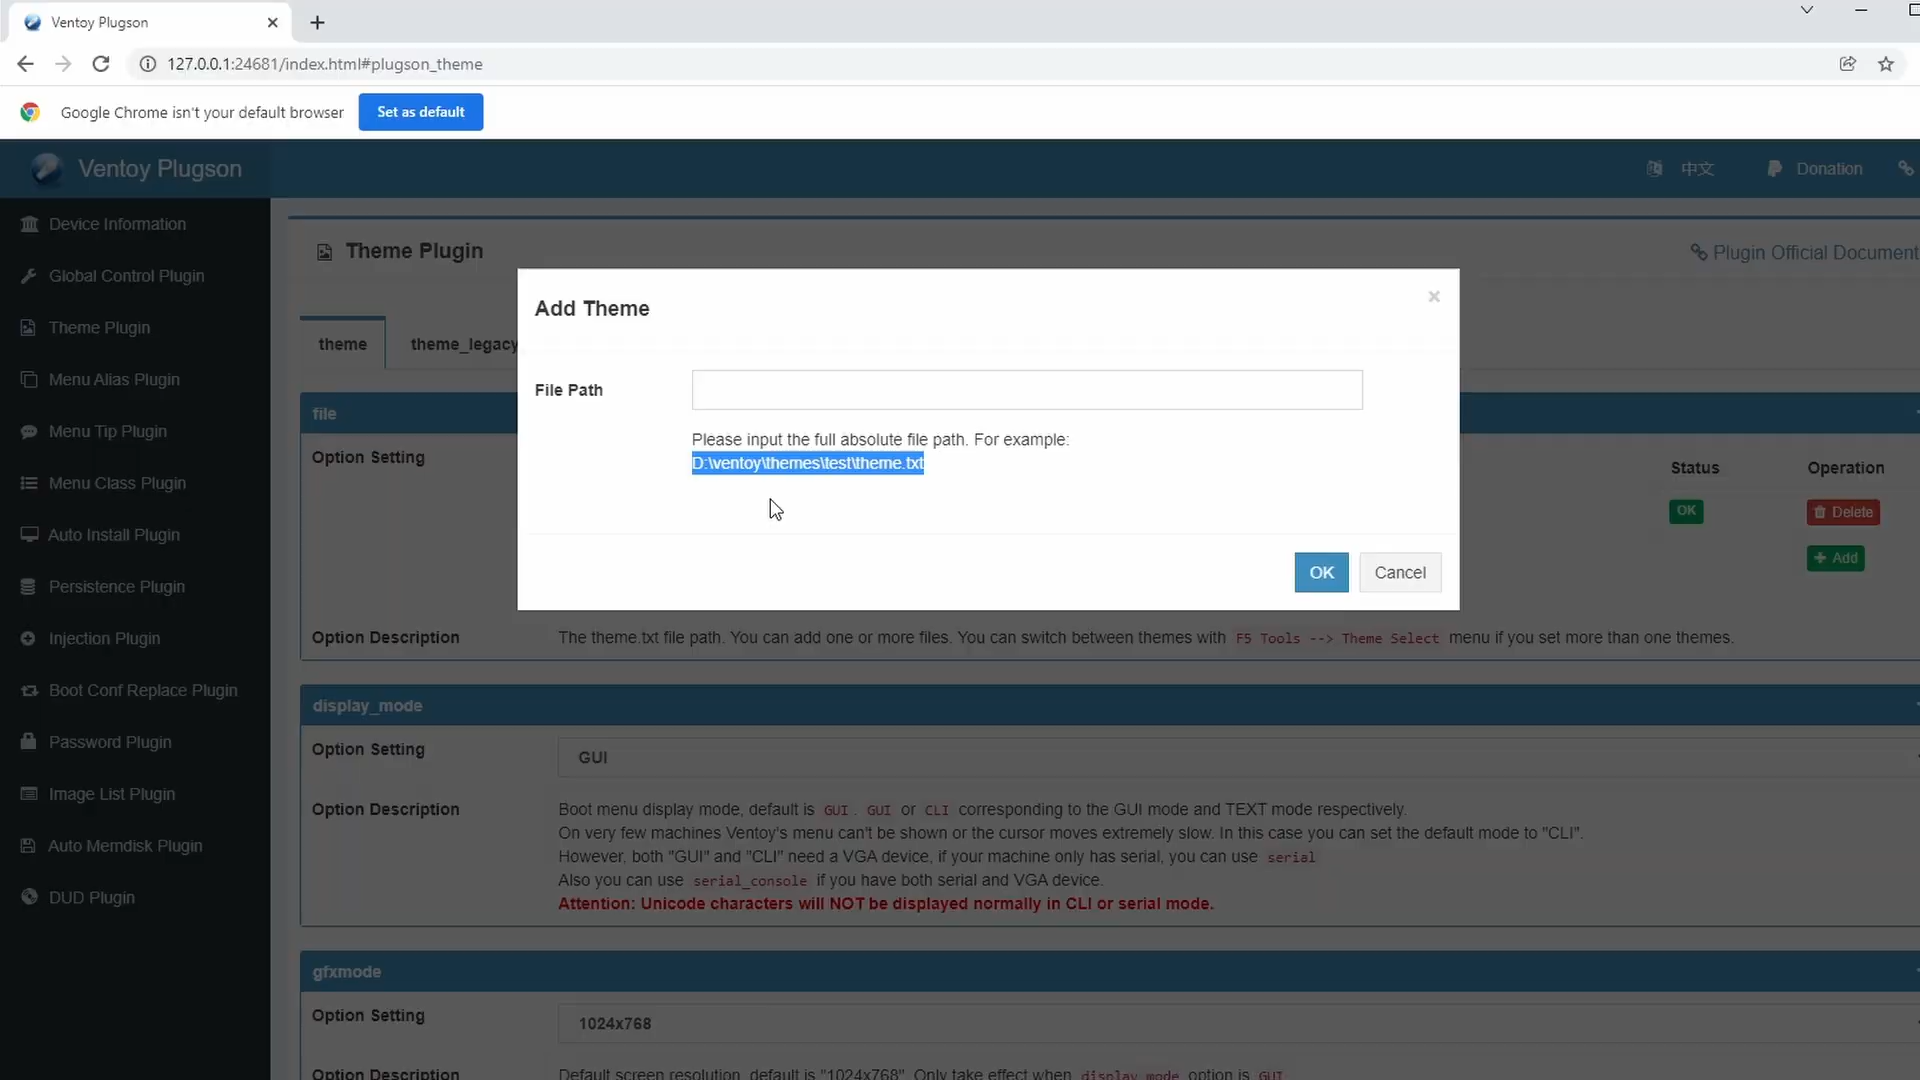 Ventoy Plugson
127.0.0.1:24681/index.html#plugson_theme
Google Chrome isn't your default browser
Set as default
Ventoy Plugson
中文
Donation
Device Information
Global Control Plugin
Theme Plugin
Menu Alias Plugin
Menu Tip Plugin
Menu Class Plugin
Auto Install Plugin
Persistence Plugin
Injection Plugin
Boot Conf Replace Plugin
Password Plugin
Image List Plugin
Auto Memdisk Plugin
DUD Plugin
Theme Plugin
Plugin Official Document
theme
theme_legacy
file
Option Setting
Status
Operation
OK
Delete
Add
Option Description
The theme.txt file path. You can add one or more files. You can switch between themes with F5 Tools --> Theme Select menu if you set more than one themes.
Add Theme
File Path
Please input the full absolute file path. For example:
D:\ventoy\themes\test\theme.txt
OK
Cancel
display_mode
Option Setting
GUI
Option Description
Boot menu display mode, default is GUI . GUI or CLI corresponding to the GUI mode and TEXT mode respectively.
On very few machines Ventoy's menu can't be shown or the cursor moves extremely slow. In this case you can set the default mode to "CLI".
However, both "GUI" and "CLI" need a VGA device, if your machine only has serial, you can use serial
Also you can use serial_console if you have both serial and VGA device.
Attention: Unicode characters will NOT be displayed normally in CLI or serial mode.
gfxmode
Option Setting
1024x768
Option Description
Default screen resolution, default is "1024x768". Only take effect when display_mode option is GUI